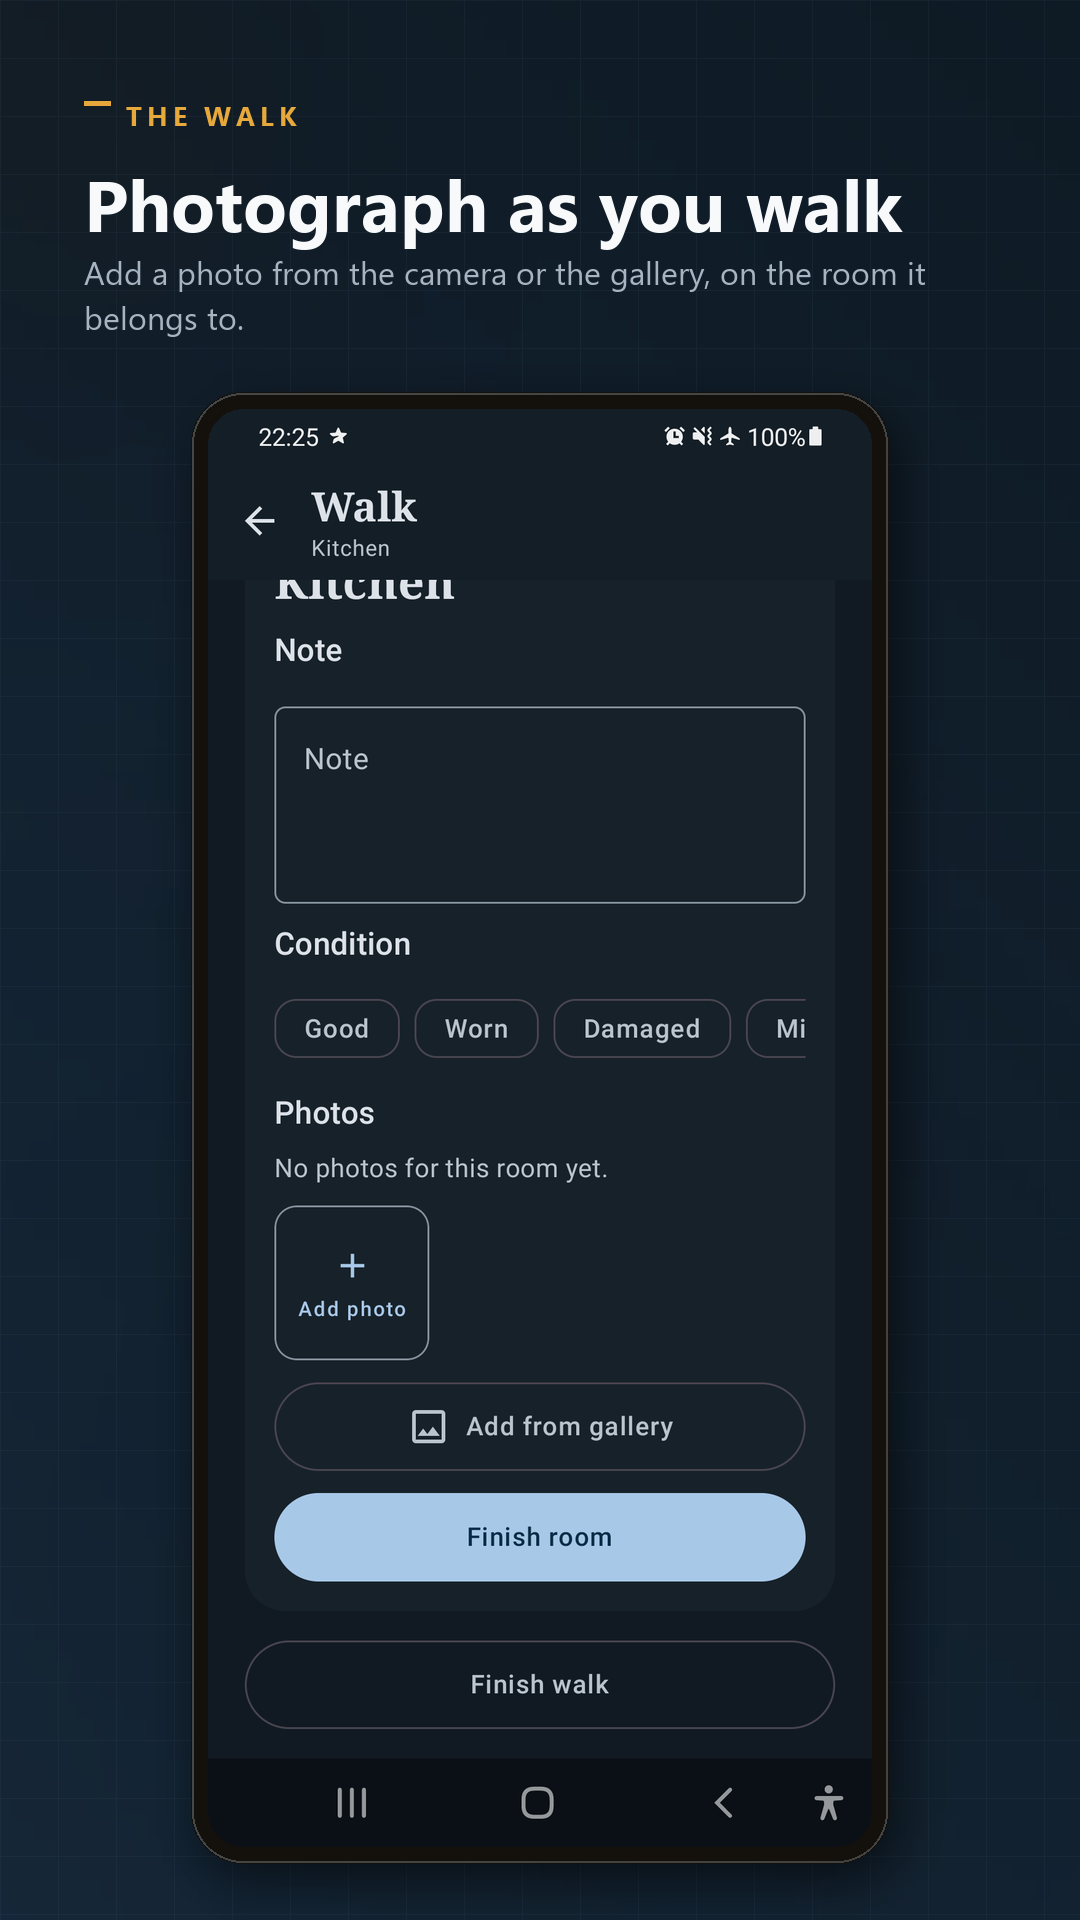 THE WALK
Photograph as you walk
Add a photo from the camera or the gallery, on the room it
belongs to.
22:25 100%
Walk
Kitchen
Kitchen
Note
Note
Condition
Good Worn Damaged Mi
Photos
No photos for this room yet.
Add photo
Add from gallery
Finish room
Finish walk